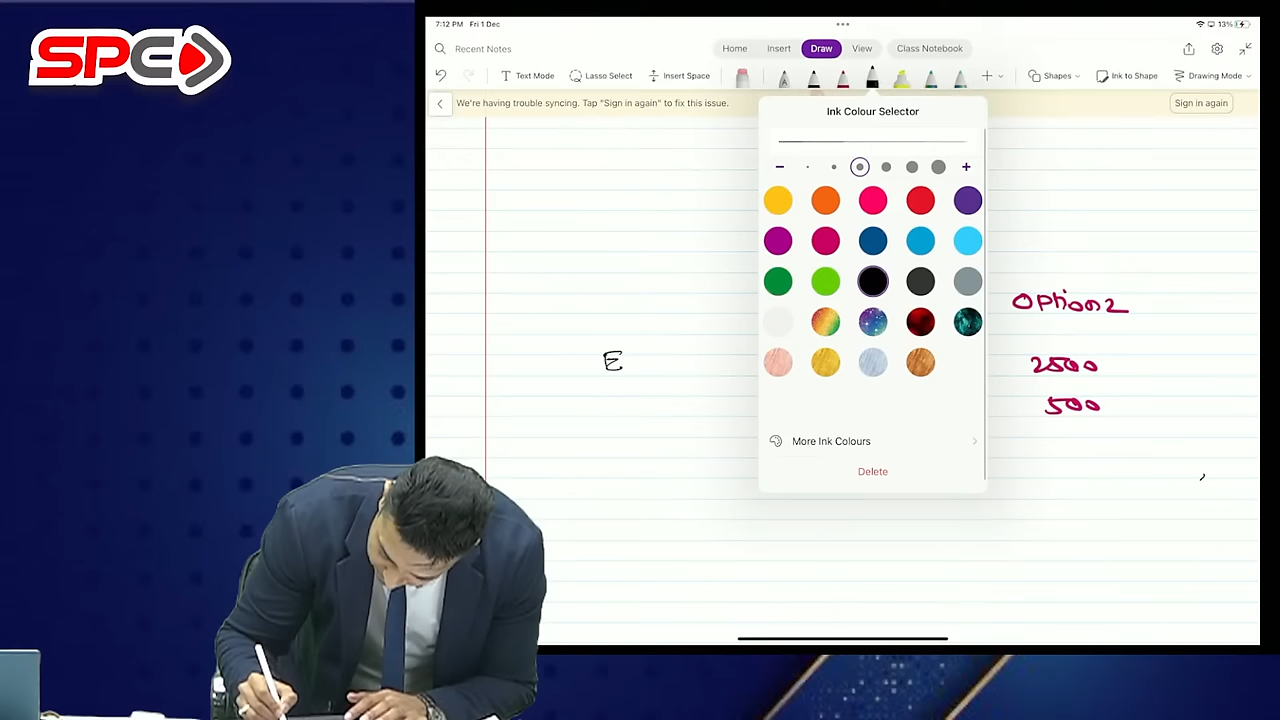 SPE
7:12 PM Fri 1 Dec
13%
Recent Notes
Home Insert Draw View Class Notebook
Text Mode Lasso Select Insert Space A Shapes Ink to Shape Drawing Mode
We're having trouble syncing. Tap "Sign in again" to fix this issue.
Sign in again
Ink Colour Selector
Option 2
E
2500
500
More Ink Colours
Delete